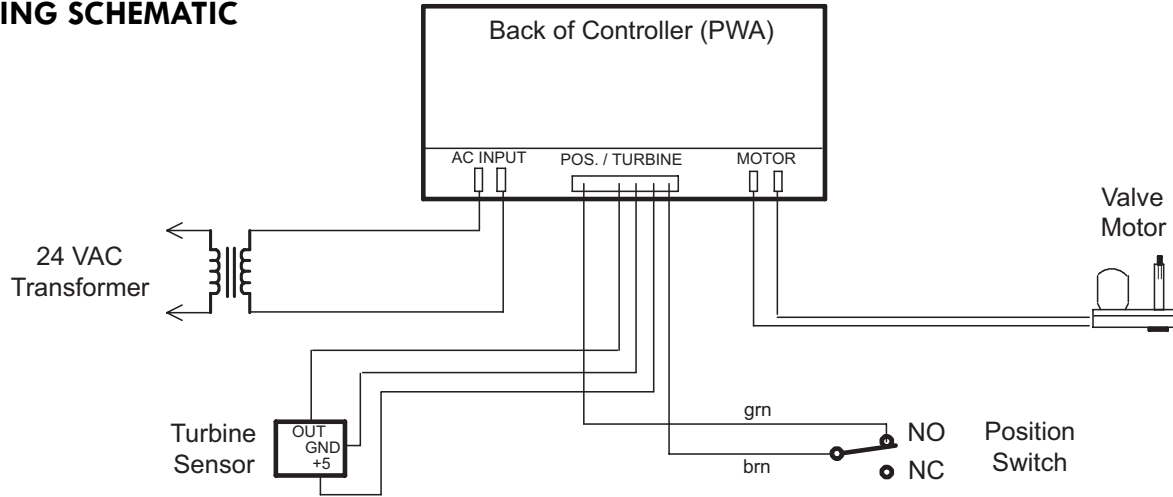 ING SCHEMATIC
Back of Controller (PWA)
AC INPUT
POS. / TURBINE
MOTOR
24 VAC
Transformer
Valve
Motor
Turbine
Sensor
OUT
GND
+5
grn
brn
NO
NC
Position
Switch